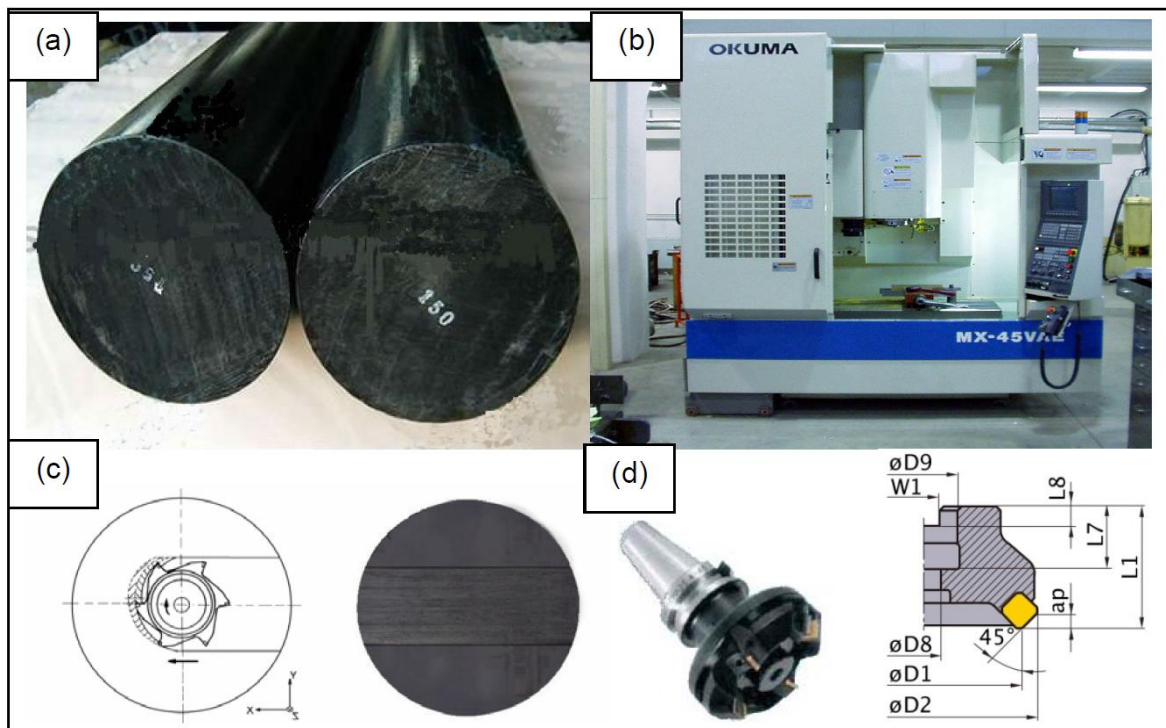 (a)
(b)
OKUMA
150
MX-45VAE
(c)
(d)
øD9
W1
L8
L7
L1
ap
45°
øD8
øD1
øD2
X
Y
Z